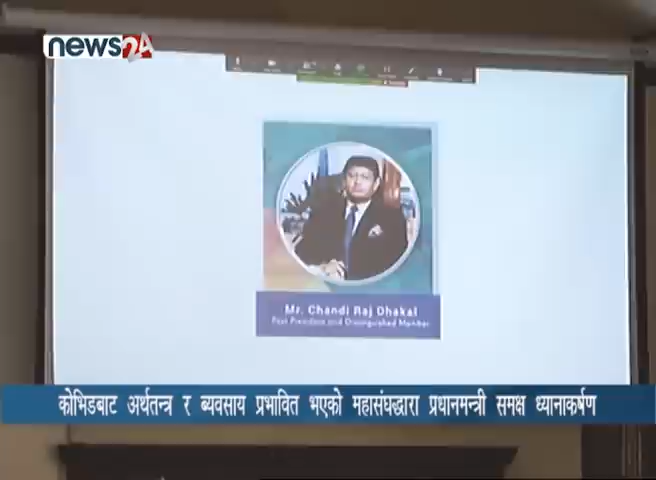 news24
Mr. Chandi Raj Dhakal
Past President and Distinguished Member
कोभिडबाट अर्थतन्त्र र ब्यवसाय प्रभावित भएको महासंघद्धारा प्रधानमन्त्री समक्ष ध्यानाकर्षण